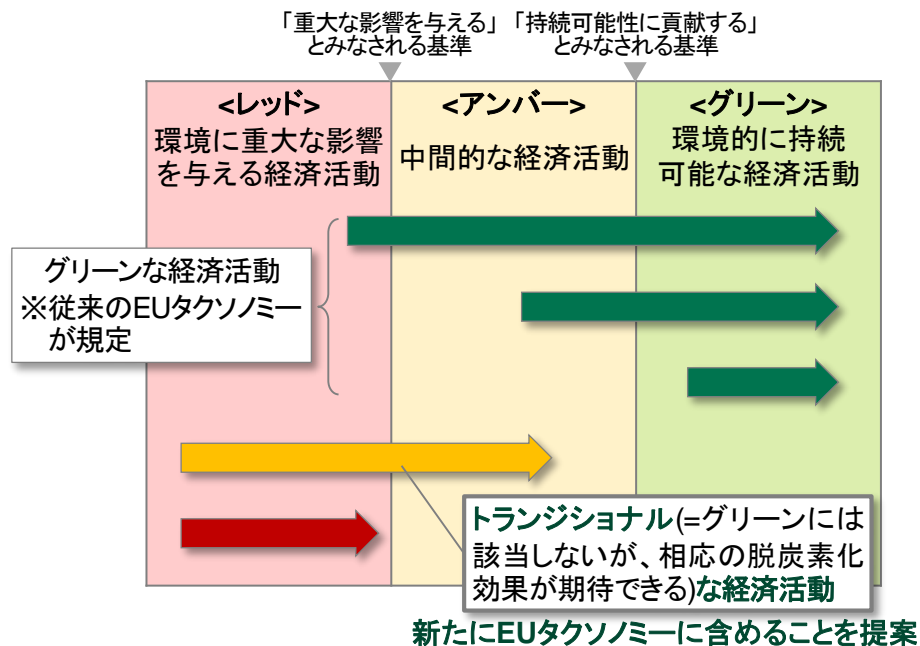 「重大な影響を与える」
とみなされる基準
「持続可能性に貢献する」
とみなされる基準
<レッド>
環境に重大な影響
を与える経済活動
<アンバー>
中間的な経済活動
<グリーン>
環境的に持続
可能な経済活動
グリーンな経済活動
※従来のEUタクソノミー
が規定
トランジショナル(=グリーンには
該当しないが、相応の脱炭素化
効果が期待できる)な経済活動
新たにEUタクソノミーに含めることを提案